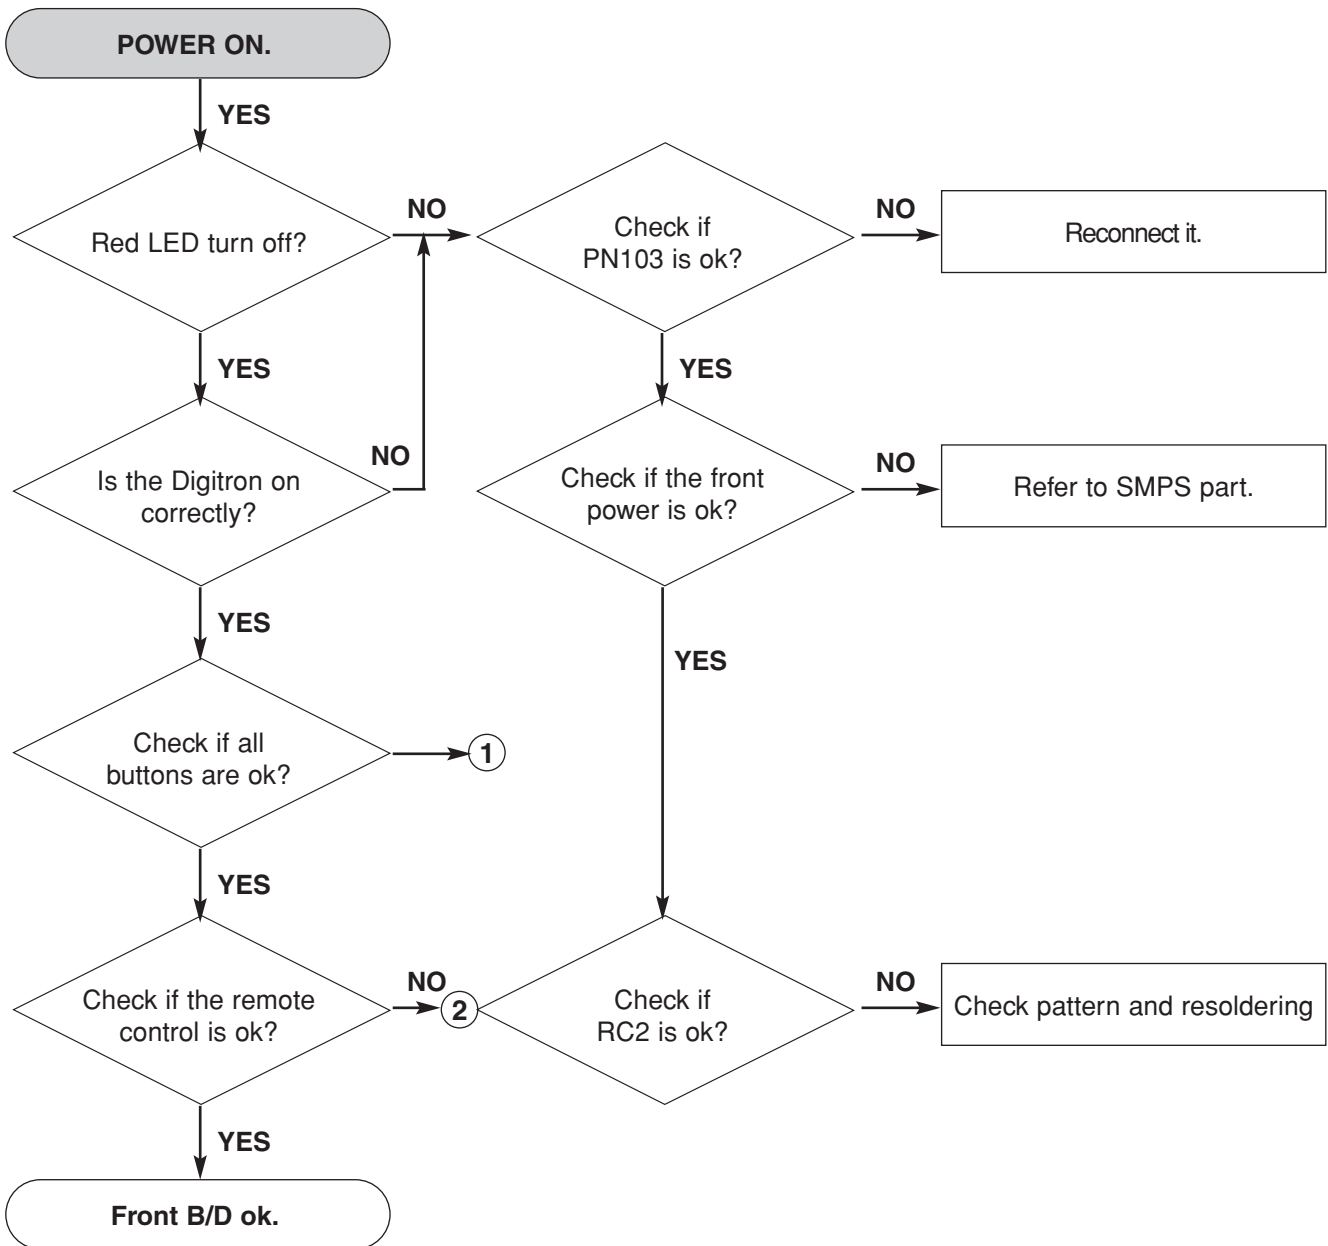 POWER ON.
YES
Red LED turn off?
NO
Check if
PN103 is ok?
NO
Reconnect it.
YES
YES
Is the Digitron on
correctly?
NO
Check if the front
power is ok?
NO
Refer to SMPS part.
YES
YES
Check if all
buttons are ok?
1
YES
Check if the remote
control is ok?
NO
2
Check if
RC2 is ok?
NO
Check pattern and resoldering
YES
Front B/D ok.